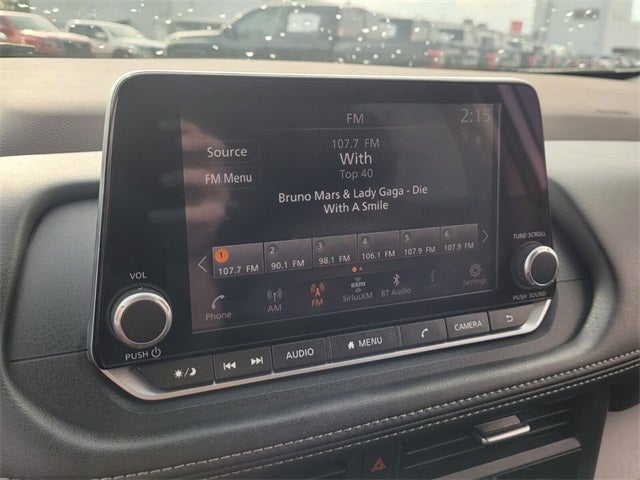 FM
2:15
107.7 FM
With
Top 40
Source
FM Menu
Bruno Mars & Lady Gaga - Die
With A Smile
1 2 3 4 5 6
107.7 FM 90.1 FM 98.1 FM 106.1 FM 107.9 FM 107.9 FM
Phone AM FM sxm SiriusXM BT Audio Settings
VOL
PUSH
TUNE·SCROLL
PUSH SOUND
AUDIO MENU CAMERA